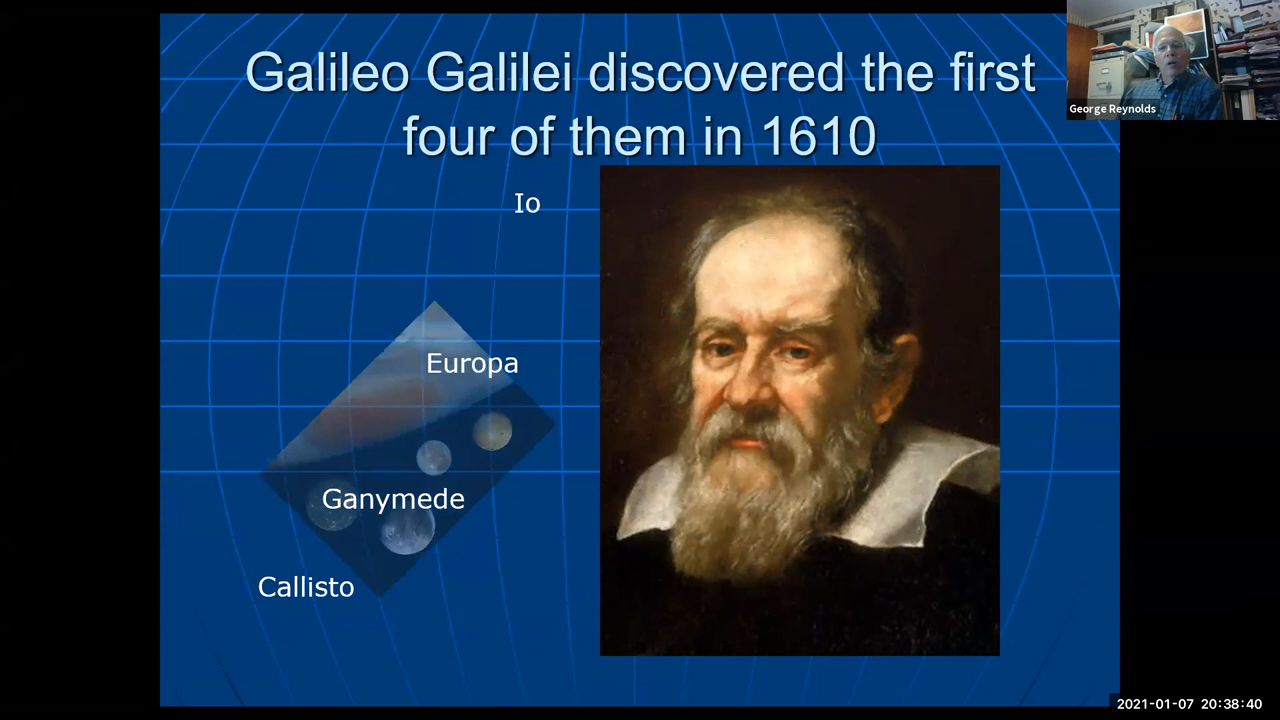 Galileo Galilei discovered the first
four of them in 1610
George Reynolds
Io
Europa
Ganymede
Callisto
2021-01-07 20:38:40